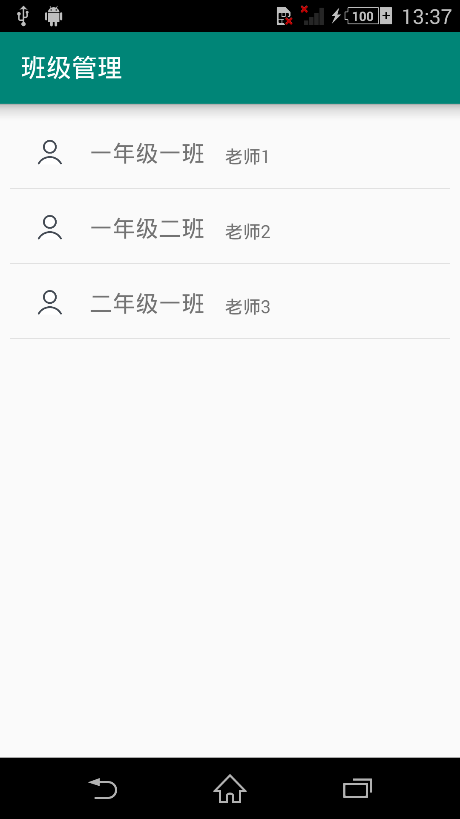 100 13:37
班级管理
一年级一班 老师1
一年级二班 老师2
二年级一班 老师3